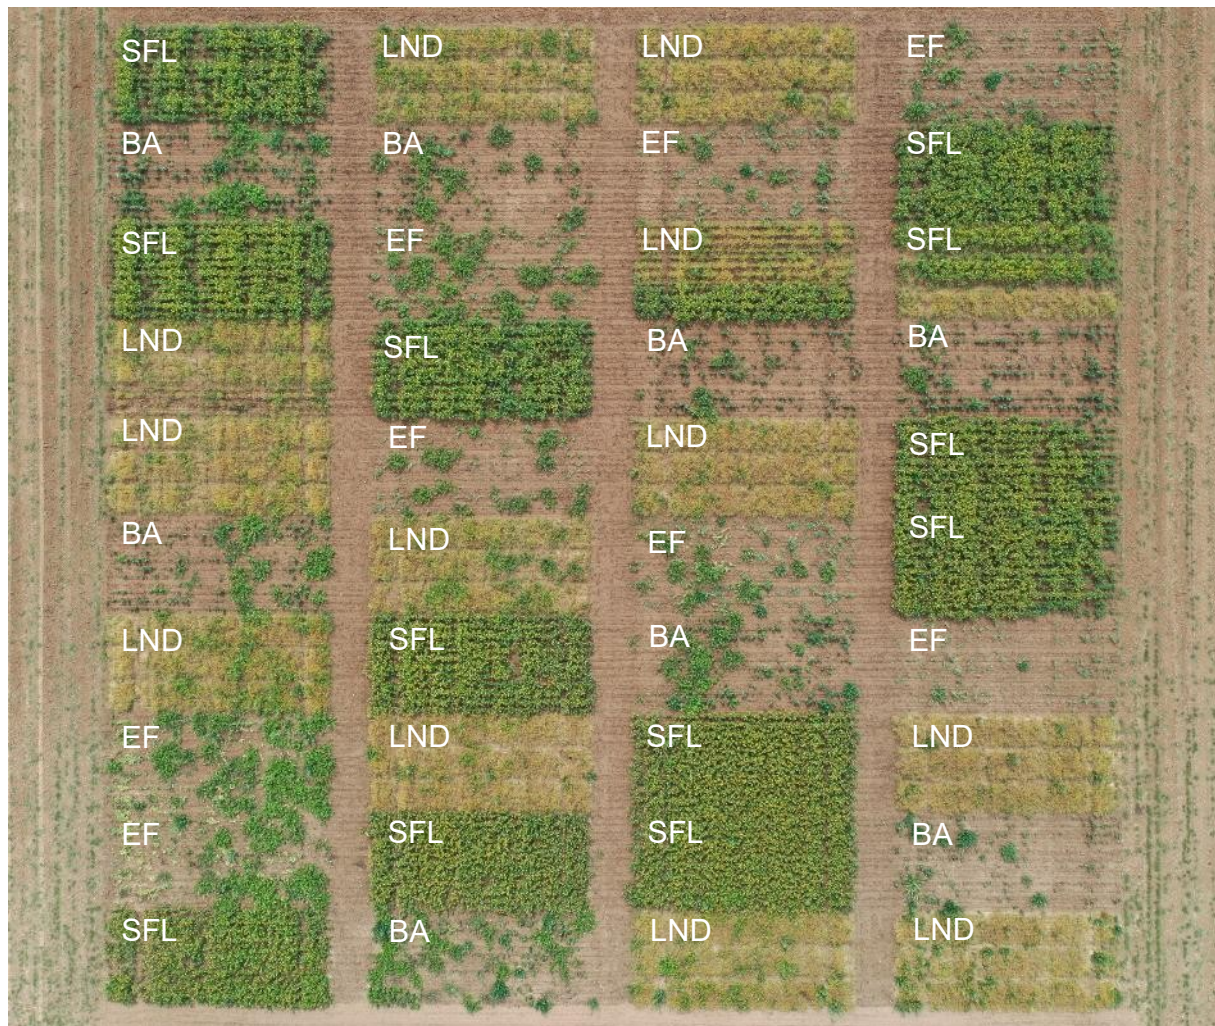 SFL LND LND EF
BA BA EF SFL
SFL EF LND SFL
LND SFL BA BA
LND EF LND SFL
BA LND EF SFL
LND SFL BA EF
EF LND SFL LND
EF SFL SFL BA
SFL BA LND LND